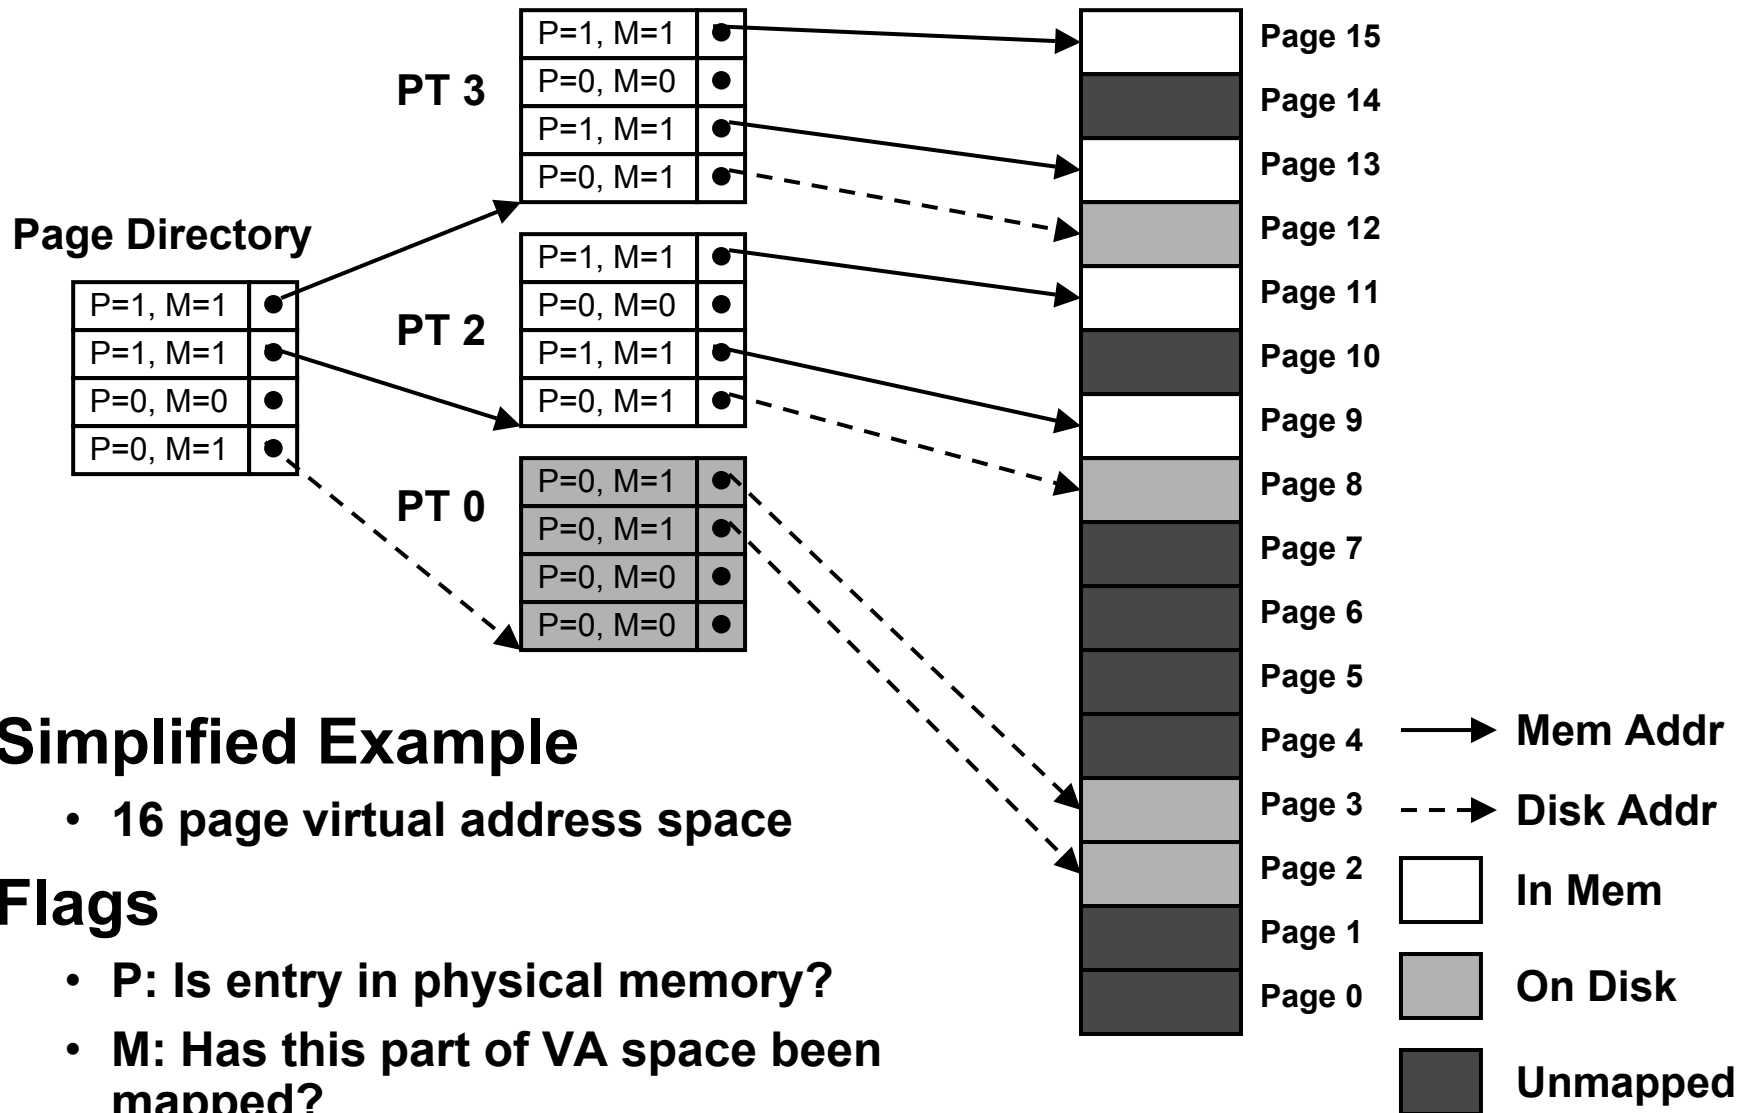 Page Directory
P=1, M=1
P=1, M=1
P=0, M=0
P=0, M=1
PT 3
P=1, M=1
P=0, M=0
P=1, M=1
P=0, M=1
PT 2
P=1, M=1
P=0, M=0
P=1, M=1
P=0, M=1
PT 0
P=0, M=1
P=0, M=1
P=0, M=0
P=0, M=0
Page 15
Page 14
Page 13
Page 12
Page 11
Page 10
Page 9
Page 8
Page 7
Page 6
Page 5
Page 4
Page 3
Page 2
Page 1
Page 0
Mem Addr
Disk Addr
In Mem
On Disk
Unmapped
Simplified Example
• 16 page virtual address space
Flags
• P: Is entry in physical memory?
• M: Has this part of VA space been
mapped?